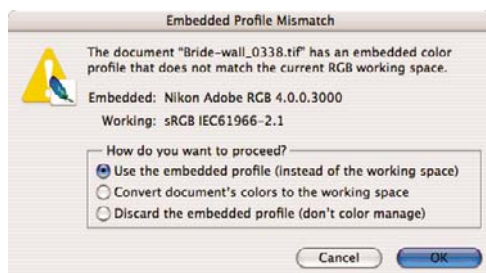 Embedded Profile Mismatch
The document "Bride-wall_0338.tif" has an embedded color
profile that does not match the current RGB working space.
Embedded: Nikon Adobe RGB 4.0.0.3000
Working: sRGB IEC61966-2.1
How do you want to proceed?
Use the embedded profile (instead of the working space)
Convert document's colors to the working space
Discard the embedded profile (don't color manage)
Cancel OK